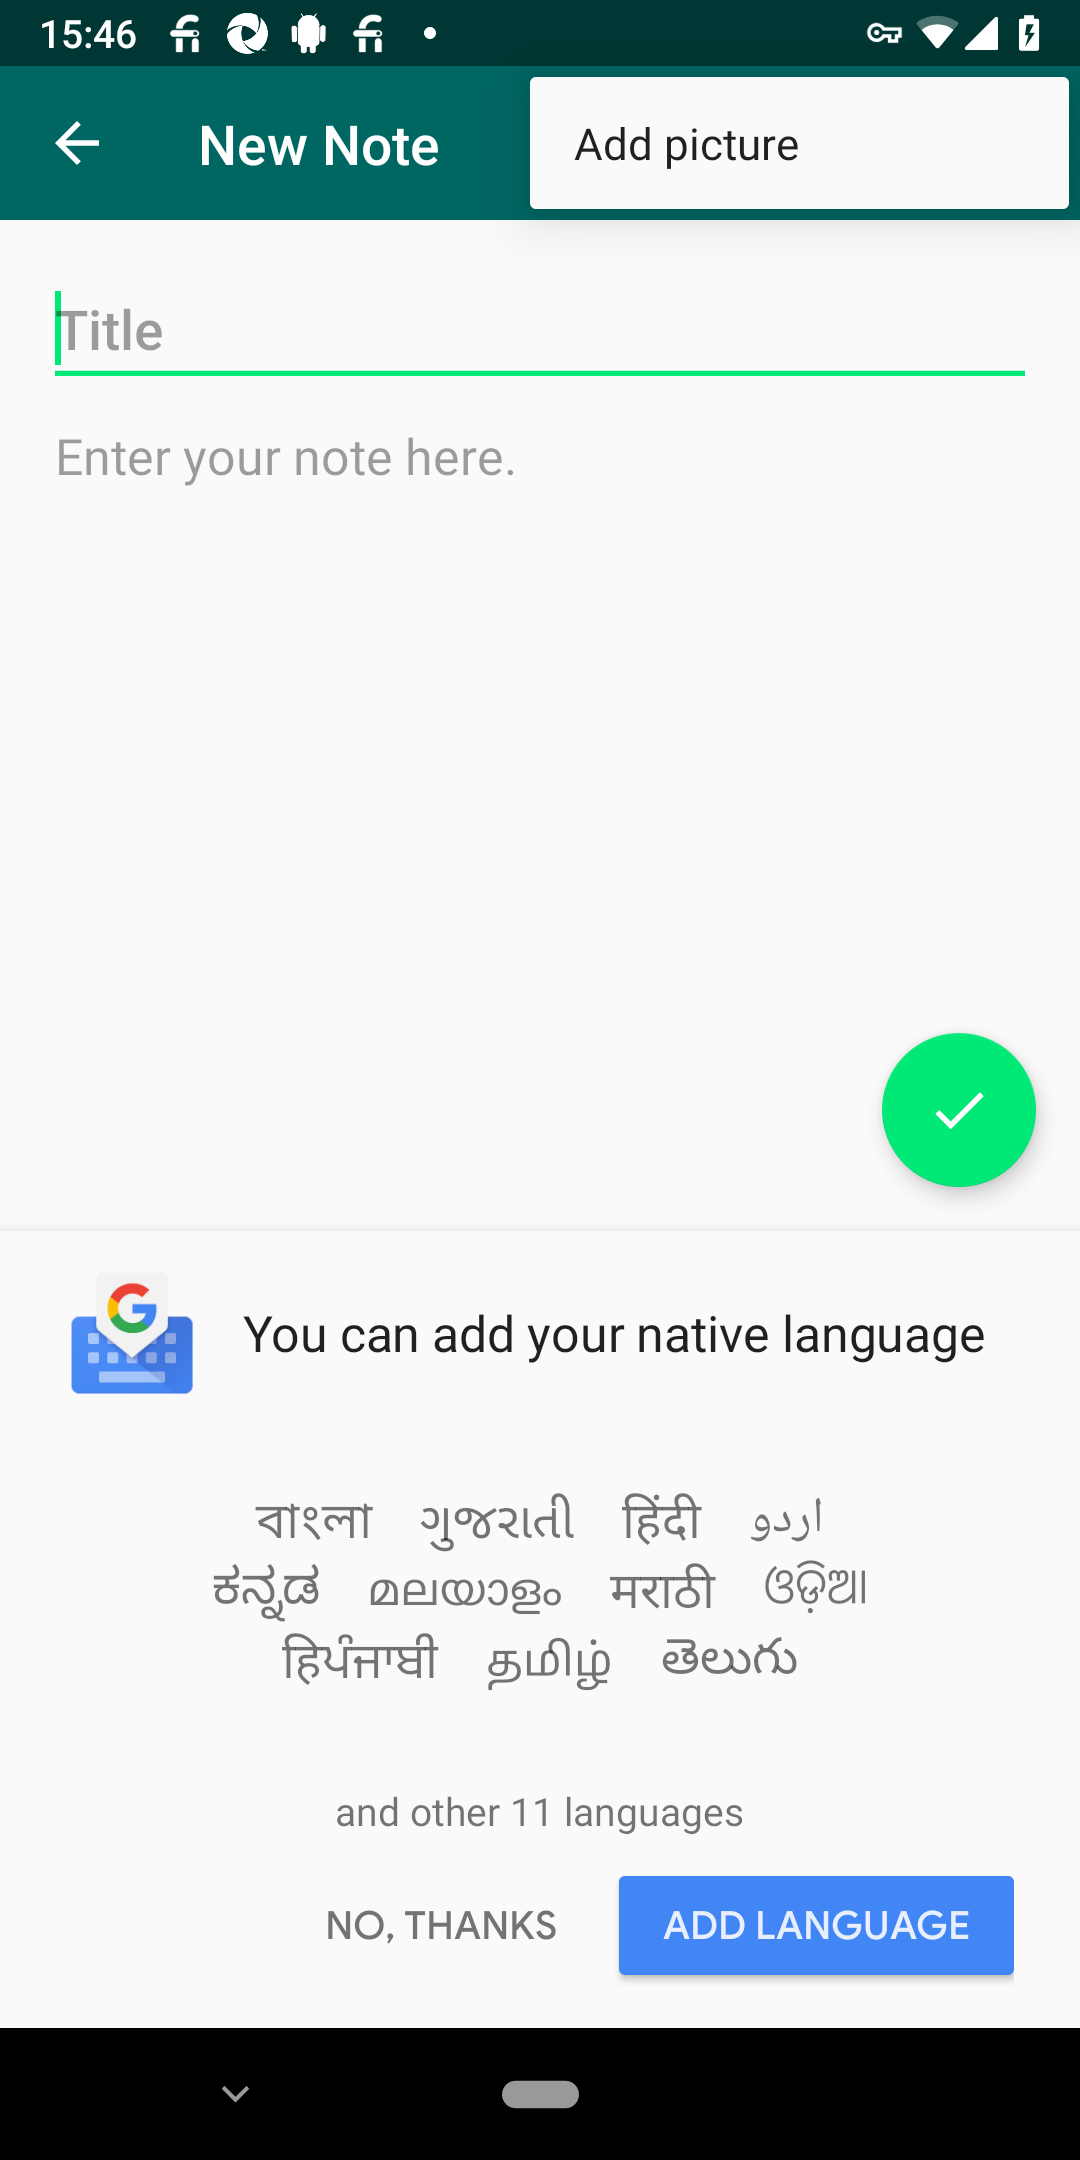 15:46
New Note
Add picture
Title
Enter your note here.
You can add your native language
বাংলা ગુજરાતી हिंदी اردو
ಕನ್ನಡ മലയാളം मराठी ଓଡ଼ିଆ
हिਪੰਜਾਬੀ தமிழ் తెలుగు
and other 11 languages
NO, THANKS ADD LANGUAGE